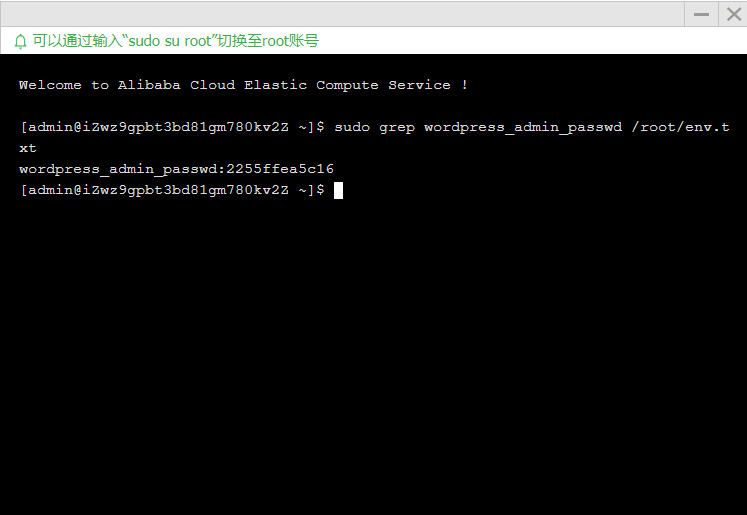 可以通过输入“sudo su root”切换至root账号
Welcome to Alibaba Cloud Elastic Compute Service !
[admin@iZwz9gpbt3bd81gm780kv2Z ~]$ sudo grep wordpress_admin_passwd /root/env.t
xt
wordpress_admin_passwd:2255ffea5c16
[admin@iZwz9gpbt3bd81gm780kv2Z ~]$